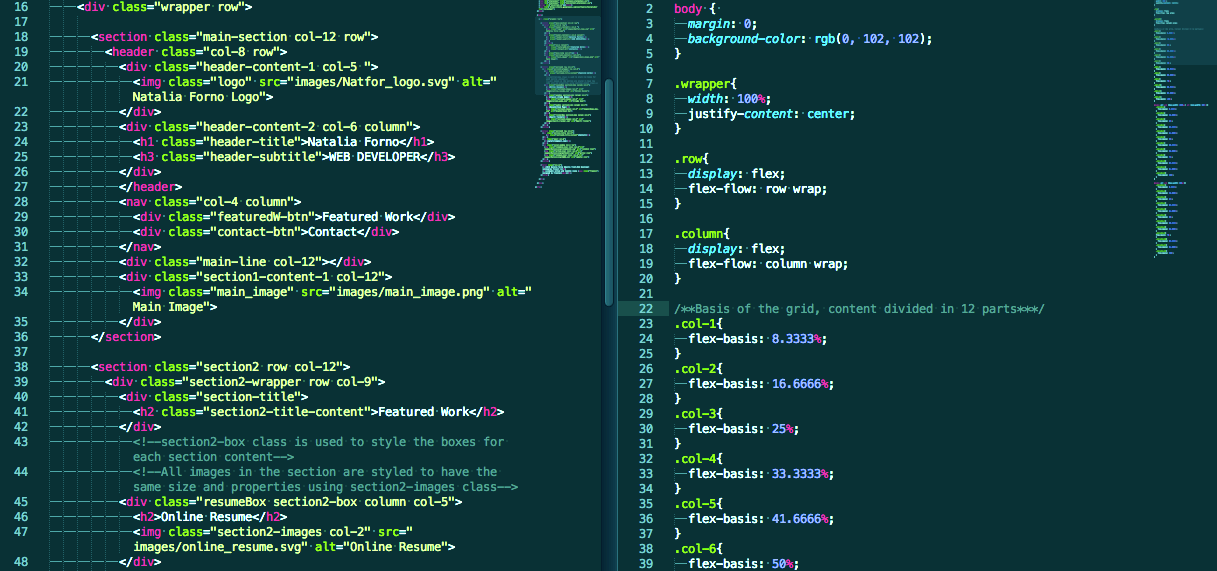 16 <div class="wrapper row">
17
18 <section class="main-section col-12 row">
19 <header class="col-8 row">
20 <div class="header-content-1 col-5 ">
21 <img class="logo" src="images/Natfor_logo.svg" alt="
Natalia Forno Logo">
22 </div>
23 <div class="header-content-2 col-6 column">
24 <h1 class="header-title">Natalia Forno</h1>
25 <h3 class="header-subtitle">WEB DEVELOPER</h3>
26 </div>
27 </header>
28 <nav class="col-4 column">
29 <div class="featuredW-btn">Featured Work</div>
30 <div class="contact-btn">Contact</div>
31 </nav>
32 <div class="main-line col-12"></div>
33 <div class="section1-content-1 col-12">
34 <img class="main_image" src="images/main_image.png" alt="
Main Image">
35 </div>
36 </section>
37
38 <section class="section2 row col-12">
39 <div class="section2-wrapper row col-9">
40 <div class="section-title">
41 <h2 class="section2-title-content">Featured Work</h2>
42 </div>
43 <!--section2-box class is used to style the boxes for
each section content-->
44 <!--All images in the section are styled to have the
same size and properties using section2-images class-->
45 <div class="resumeBox section2-box column col-5">
46 <h2>Online Resume</h2>
47 <img class="section2-images col-2" src="
images/online_resume.svg" alt="Online Resume">
48 </div>
2 body {
3 margin: 0;
4 background-color: rgb(0, 102, 102);
5 }
6
7 .wrapper{
8 width: 100%;
9 justify-content: center;
10 }
11
12 .row{
13 display: flex;
14 flex-flow: row wrap;
15 }
16
17 .column{
18 display: flex;
19 flex-flow: column wrap;
20 }
21
22 /**Basis of the grid, content divided in 12 parts***/
23 .col-1{
24 flex-basis: 8.3333%;
25 }
26 .col-2{
27 flex-basis: 16.6666%;
28 }
29 .col-3{
30 flex-basis: 25%;
31 }
32 .col-4{
33 flex-basis: 33.3333%;
34 }
35 .col-5{
36 flex-basis: 41.6666%;
37 }
38 .col-6{
39 flex-basis: 50%;